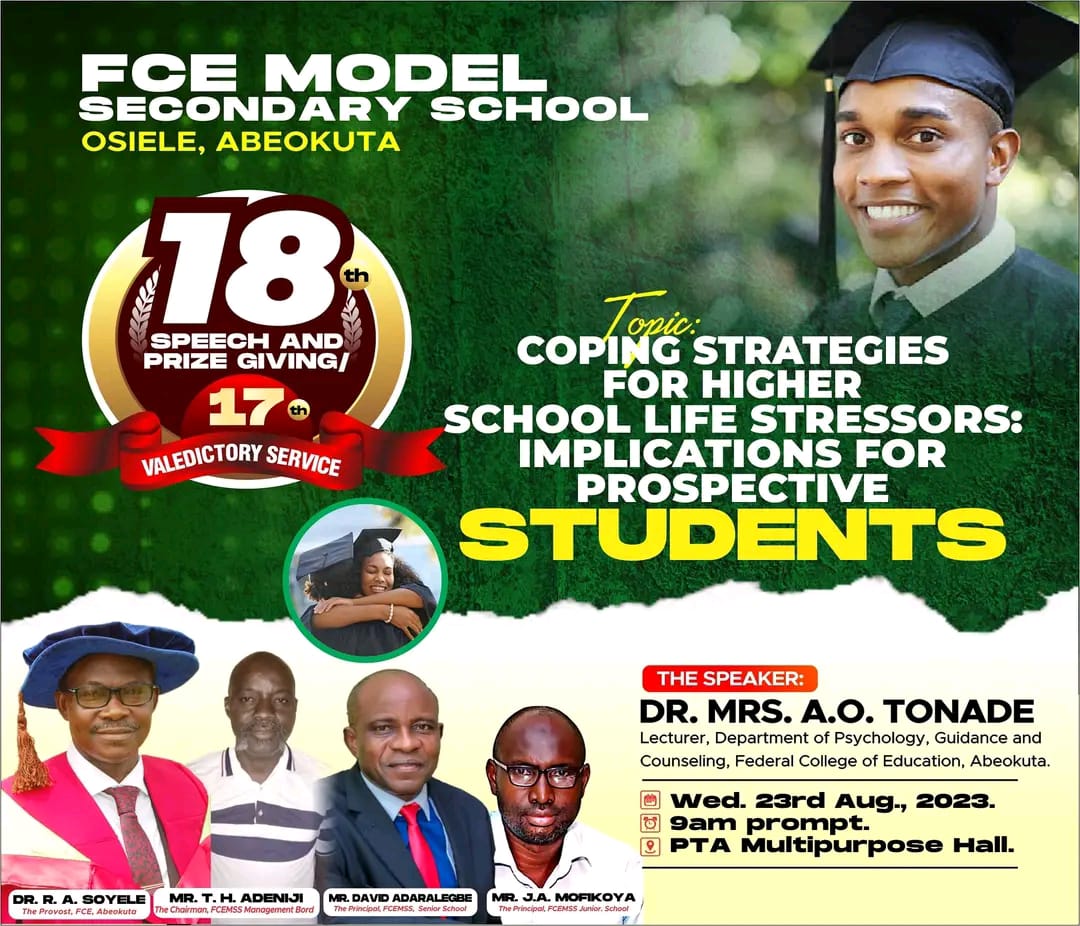 FCE MODEL
SECONDARY SCHOOL
OSIELE, ABEOKUTA
18th
SPEECH AND
PRIZE GIVING/
17th
VALEDICTORY SERVICE
Topic:
COPING STRATEGIES
FOR HIGHER
SCHOOL LIFE STRESSORS:
IMPLICATIONS FOR
PROSPECTIVE
STUDENTS
THE SPEAKER:
DR. MRS. A.O. TONADE
Lecturer, Department of Psychology, Guidance and
Counseling, Federal College of Education, Abeokuta.
Wed. 23rd Aug., 2023.
9am prompt.
PTA Multipurpose Hall.
DR. R. A. SOYELE
The Provost, FCE, Abeokuta
MR. T. H. ADENIJI
The Chairman, FCEMSS Management Bord
MR. DAVID ADARALEGBE
The Principal, FCEMSS, Senior School
MR. J.A. MOFIKOYA
The Principal, FCEMSS Junior. School